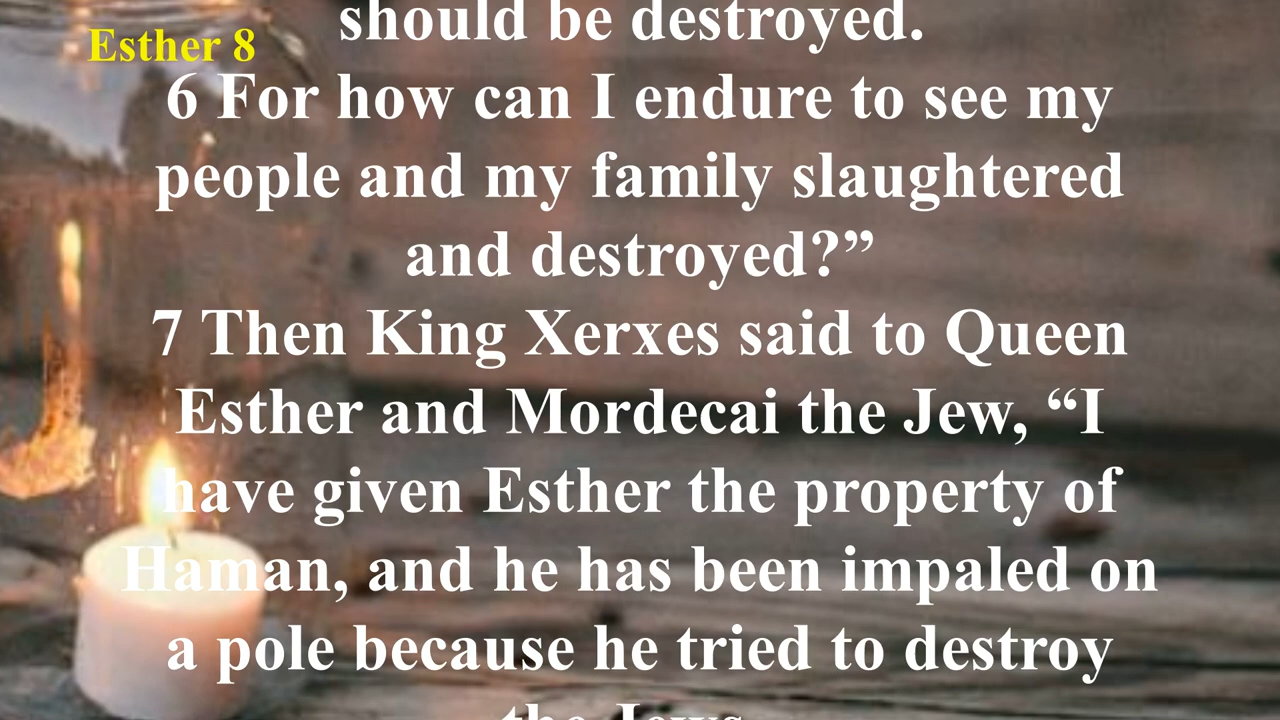 should be destroyed.
Esther 8
6 For how can I endure to see my
people and my family slaughtered
and destroyed?”
7 Then King Xerxes said to Queen
Esther and Mordecai the Jew, “I
have given Esther the property of
Haman, and he has been impaled on
a pole because he tried to destroy
the Jews.